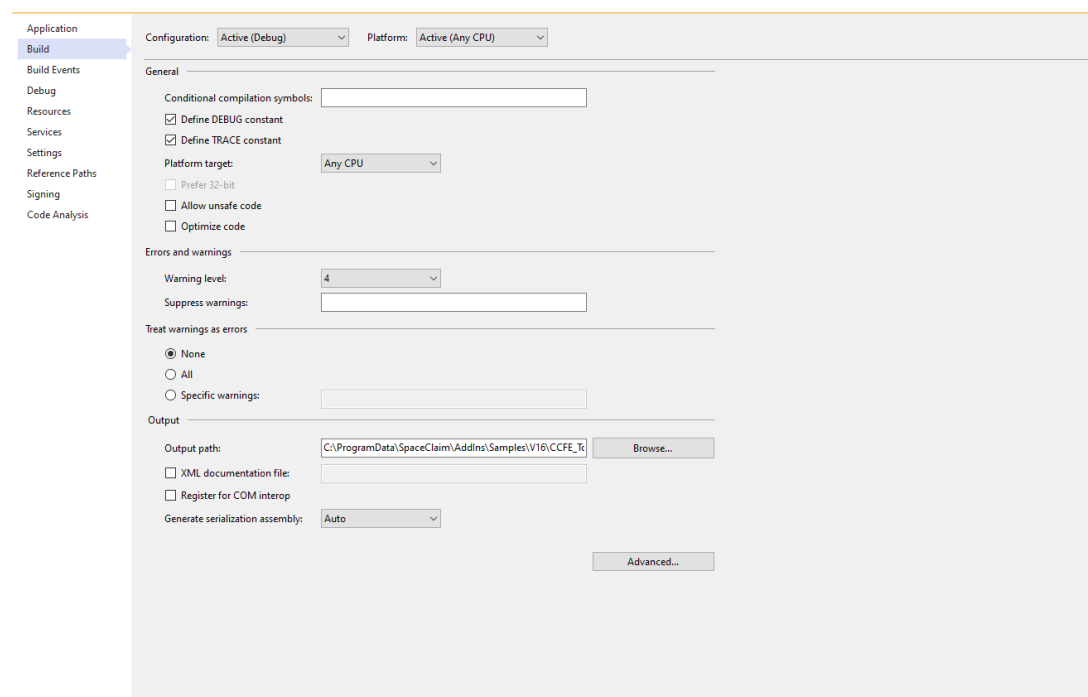 Application
Build
Build Events
Debug
Resources
Services
Settings
Reference Paths
Signing
Code Analysis
Configuration: Active (Debug) Platform: Active (Any CPU)
General
Conditional compilation symbols:
Define DEBUG constant
Define TRACE constant
Platform target: Any CPU
Prefer 32-bit
Allow unsafe code
Optimize code
Errors and warnings
Warning level: 4
Suppress warnings:
Treat warnings as errors
None
All
Specific warnings:
Output
Output path: C:\ProgramData\SpaceClaim\AddIns\Samples\V16\CCFE_To Browse...
XML documentation file:
Register for COM interop
Generate serialization assembly: Auto
Advanced...